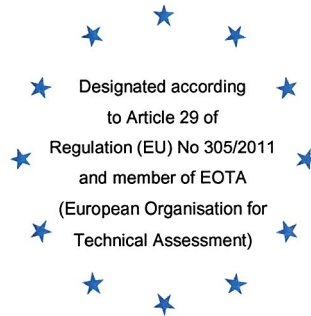 Designated according
to Article 29 of
Regulation (EU) No 305/2011
and member of EOTA
(European Organisation for
Technical Assessment)